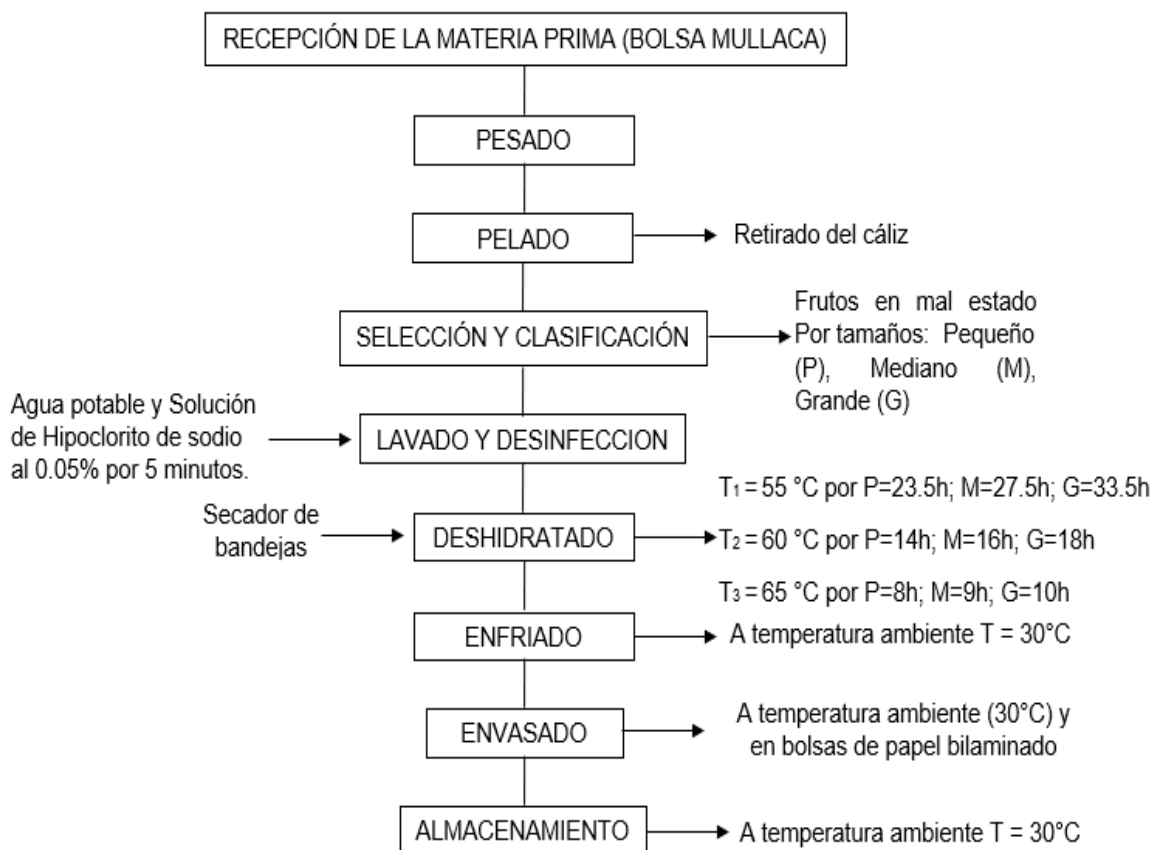 RECEPCIÓN DE LA MATERIA PRIMA (BOLSA MULLACA)
PESADO
PELADO
Retirado del cáliz
SELECCIÓN Y CLASIFICACIÓN
Frutos en mal estado
Por tamaños: Pequeño
(P), Mediano (M),
Grande (G)
Agua potable y Solución
de Hipoclorito de sodio
al 0.05% por 5 minutos.
LAVADO Y DESINFECCION
Secador de
bandejas
DESHIDRATADO
T1 = 55 °C por P=23.5h; M=27.5h; G=33.5h
T2 = 60 °C por P=14h; M=16h; G=18h
T3 = 65 °C por P=8h; M=9h; G=10h
ENFRIADO
A temperatura ambiente T = 30°C
ENVASADO
A temperatura ambiente (30°C) y
en bolsas de papel bilaminado
ALMACENAMIENTO
A temperatura ambiente T = 30°C